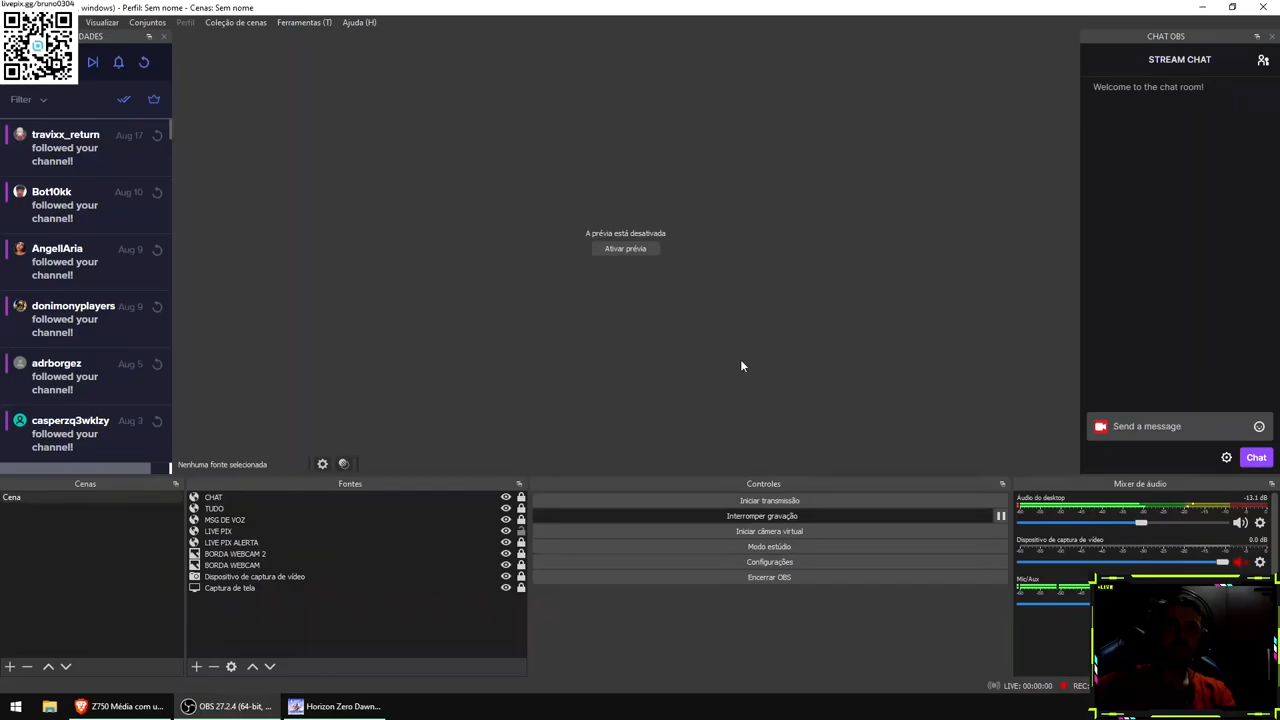 livepix.gg/bruno0304
windows) - Perfil: Sem nome - Cenas: Sem nome
Visualizar Conjuntos Perfil Coleção de cenas Ferramentas (T) Ajuda (H)
DADES
Filter
travixx_return Aug 17
followed your
channel!
Bot10kk Aug 10
followed your
channel!
AngellAria Aug 9
followed your
channel!
donimonyplayers Aug 9
followed your
channel!
adrborgez Aug 5
followed your
channel!
casperzq3wklzy Aug 3
followed your
channel!
A prévia está desativada
Ativar prévia
CHAT OBS
STREAM CHAT
Welcome to the chat room!
Send a message
Chat
Nenhuma fonte selecionada
Cenas
Cena
Fontes
CHAT
TUDO
MSG DE VOZ
LIVE PIX
LIVE PIX ALERTA
BORDA WEBCAM 2
BORDA WEBCAM
Dispositivo de captura de vídeo
Captura de tela
Controles
Iniciar transmissão
Interromper gravação
Iniciar câmera virtual
Modo estúdio
Configurações
Encerrar OBS
Mixer de áudio
Áudio do desktop -13.1 dB
Dispositivo de captura de vídeo 0.0 dB
Mic/Aux
LIVE
LIVE: 00:00:00 REC:
Z750 Média com u...
OBS 27.2.4 (64-bit, ...
Horizon Zero Dawn...